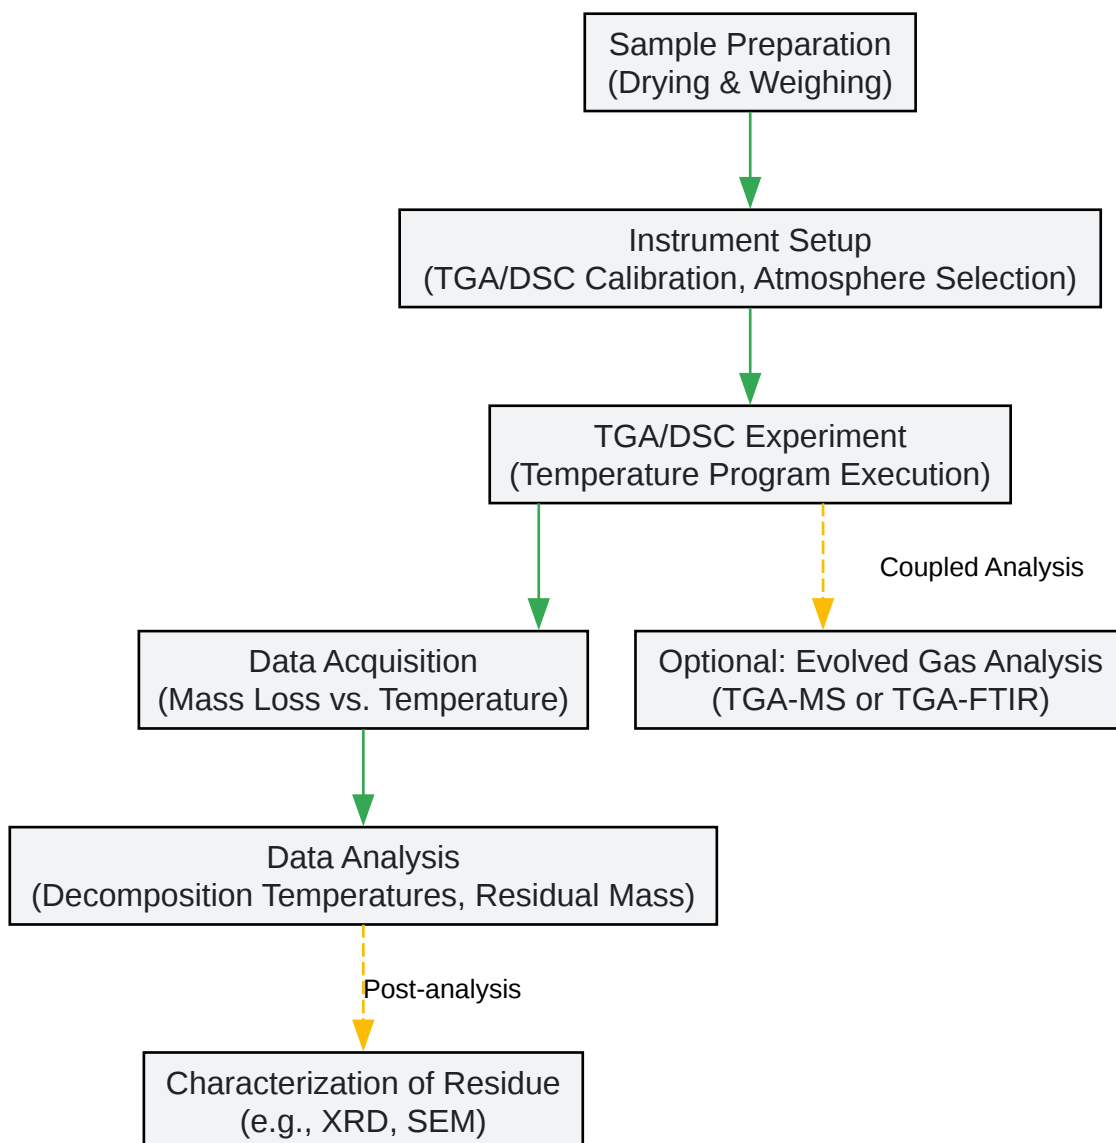 Sample Preparation
(Drying & Weighing)
Instrument Setup
(TGA/DSC Calibration, Atmosphere Selection)
TGA/DSC Experiment
(Temperature Program Execution)
Coupled Analysis
Data Acquisition
(Mass Loss vs. Temperature)
Optional: Evolved Gas Analysis
(TGA-MS or TGA-FTIR)
Data Analysis
(Decomposition Temperatures, Residual Mass)
Post-analysis
Characterization of Residue
(e.g., XRD, SEM)